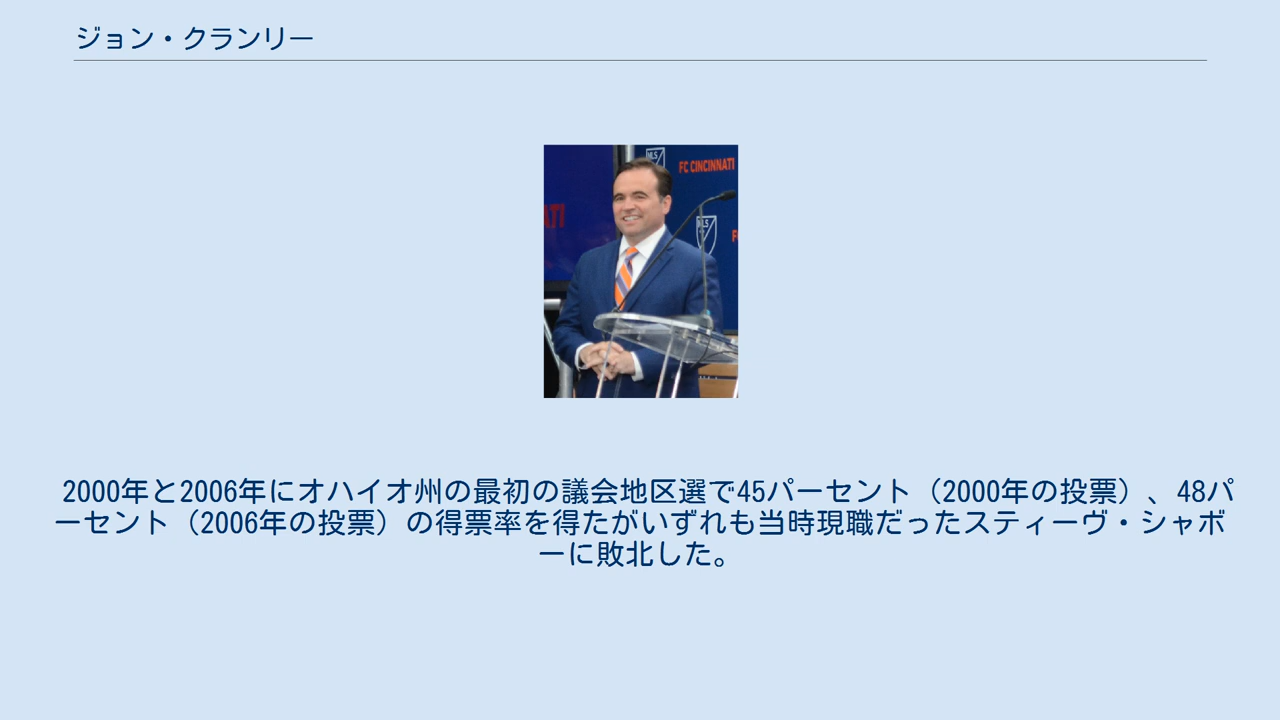 ジョン・クランリー
MLS
FC CINCINNATI
ATI
MLS
F
2000年と2006年にオハイオ州の最初の議会地区選で45パーセント（2000年の投票）、48パ
ーセント（2006年の投票）の得票率を得たがいずれも当時現職だったスティーヴ・シャボ
ーに敗北した。